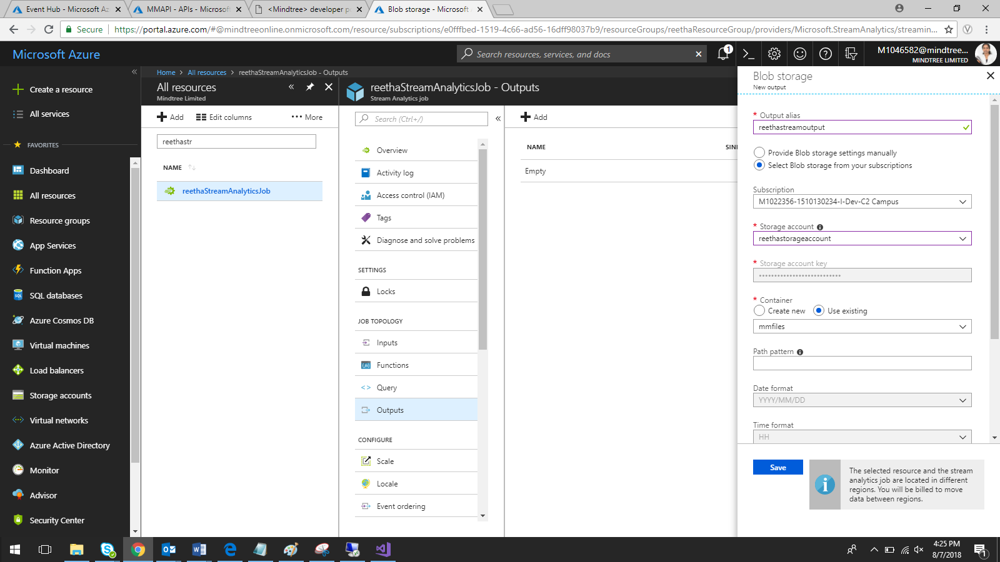 Event Hub - Microsoft Az
MMAPI - APIs - Microsof
<Mindtree> developer po
Blob storage - Microsoft
Secure
https://portal.azure.com/#@mindtreeonline.onmicrosoft.com/resource/subscriptions/e0fffbed-1519-4c66-ad56-16dff98037b9/resourceGroups/reethaResourceGroup/providers/Microsoft.StreamAnalytics/streamin...
Microsoft Azure
Search resources, services, and docs
1
M1046582@mindtree...
MINDTREE LIMITED
Create a resource
All services
FAVORITES
Dashboard
All resources
Resource groups
App Services
Function Apps
SQL databases
Azure Cosmos DB
Virtual machines
Load balancers
Storage accounts
Virtual networks
Azure Active Directory
Monitor
Advisor
Security Center
Home > All resources > reethaStreamAnalyticsJob - Outputs
All resources
Mindtree Limited
Add
Edit columns
More
reethastr
NAME
reethaStreamAnalyticsJob
reethaStreamAnalyticsJob - Outputs
Stream Analytics job
Search (Ctrl+/)
Overview
Activity log
Access control (IAM)
Tags
Diagnose and solve problems
SETTINGS
Locks
JOB TOPOLOGY
Inputs
Functions
Query
Outputs
CONFIGURE
Scale
Locale
Event ordering
Add
NAME
SIN
Empty
Blob storage
New output
* Output alias
reethastreamoutput
Provide Blob storage settings manually
Select Blob storage from your subscriptions
Subscription
M1022356-1510130234-I-Dev-C2 Campus
* Storage account
reethastorageaccount
* Storage account key
* Container
Create new
Use existing
mmfiles
Path pattern
Date format
YYYY/MM/DD
Time format
HH
Save
The selected resource and the stream
analytics job are located in different
regions. You will be billed to move
data between regions.
4:25 PM
8/7/2018
1